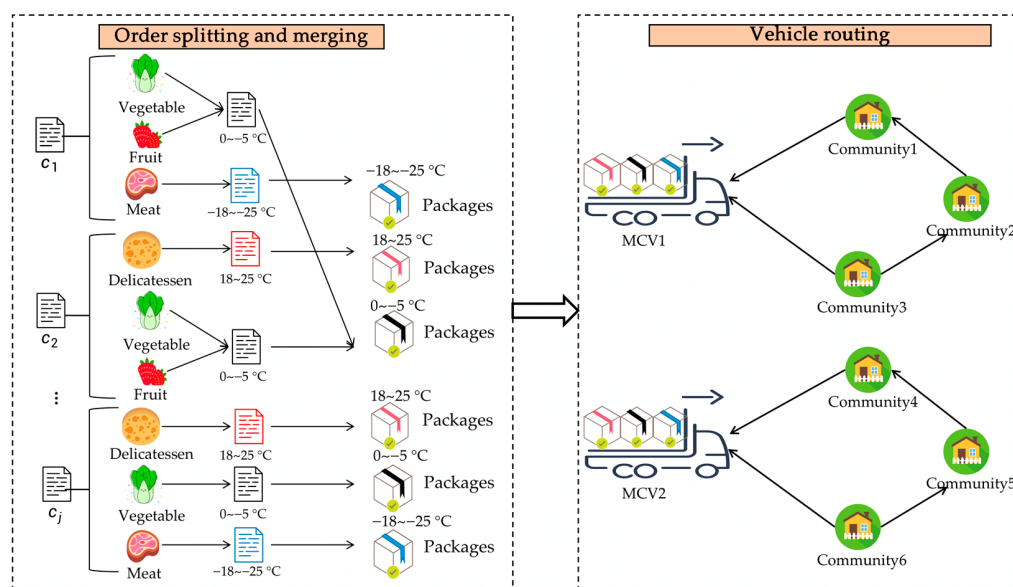 Order splitting and merging
Vegetable
Fruit
0~−5 °C
c1
Meat
−18~−25 °C
−18~−25 °C
Packages
Delicatessen
18~25 °C
18~25 °C
Packages
c2
Vegetable
Fruit
0~−5 °C
0~−5 °C
Packages
⋮
Delicatessen
18~25 °C
18~25 °C
Packages
cj
Vegetable
0~−5 °C
0~−5 °C
Packages
Meat
−18~−25 °C
−18~−25 °C
Packages
Vehicle routing
Community1
MCV1
Community2
Community3
Community4
MCV2
Community5
Community6